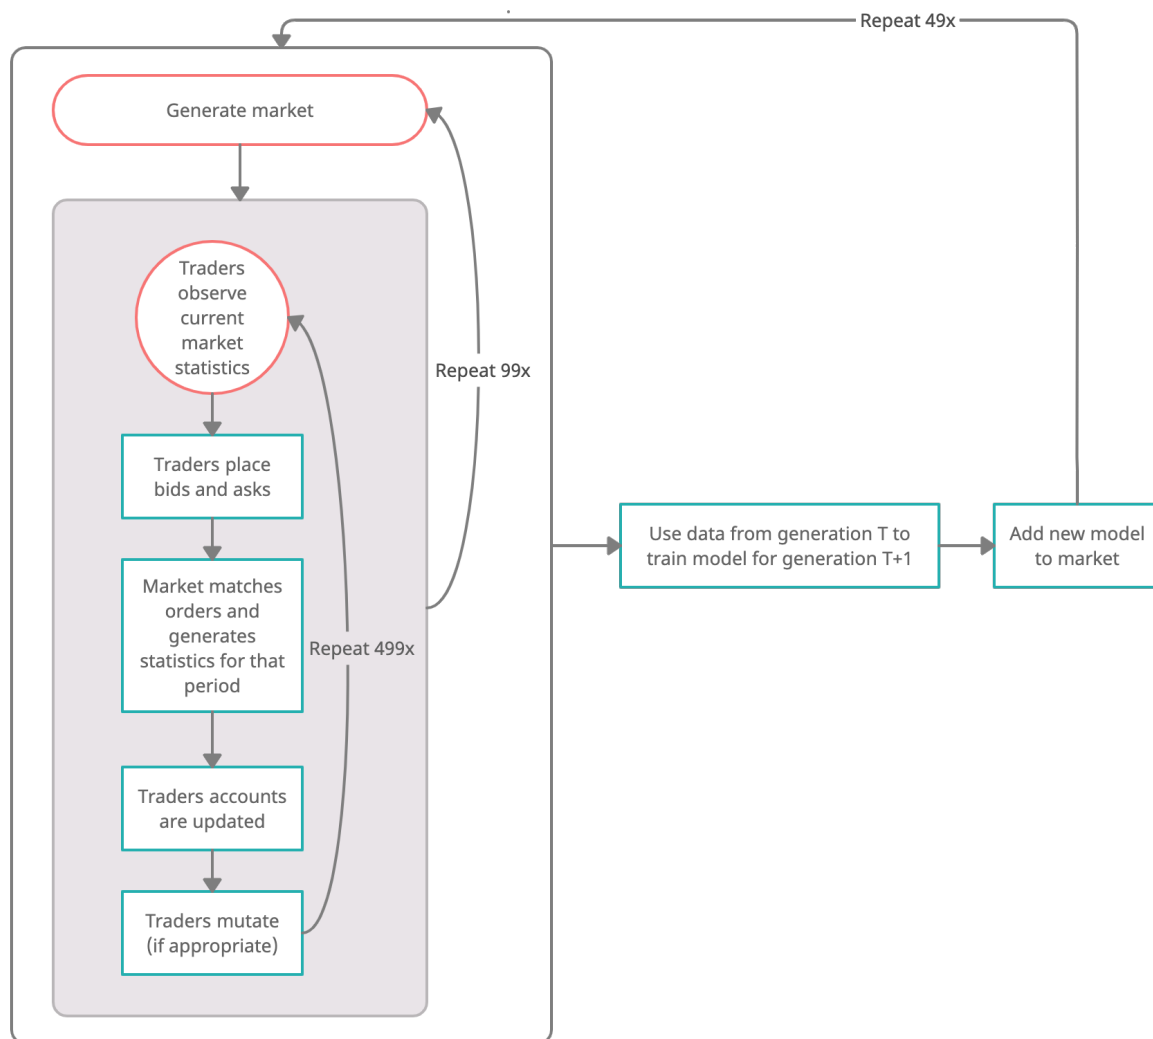 Repeat 49x
Generate market
Traders
observe
current
market
statistics
Repeat 99x
Traders place
bids and asks
Use data from generation T to
train model for generation T+1
Add new model
to market
Market matches
orders and
generates
statistics for that
period
Repeat 499x
Traders accounts
are updated
Traders mutate
(if appropriate)